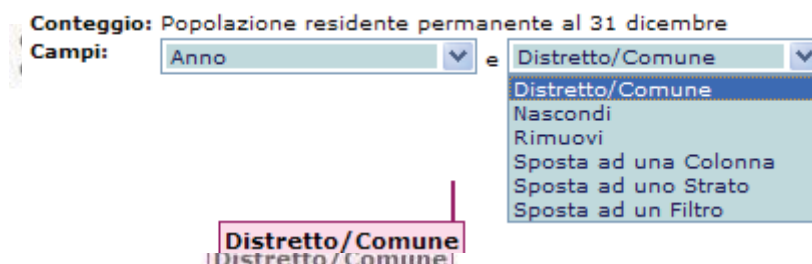 Conteggio: Popolazione residente permanente al 31 dicembre
Campi: Anno e Distretto/Comune
Distretto/Comune
Nascondi
Rimuovi
Sposta ad una Colonna
Sposta ad uno Strato
Sposta ad un Filtro
Distretto/Comune
Distretto/Comune